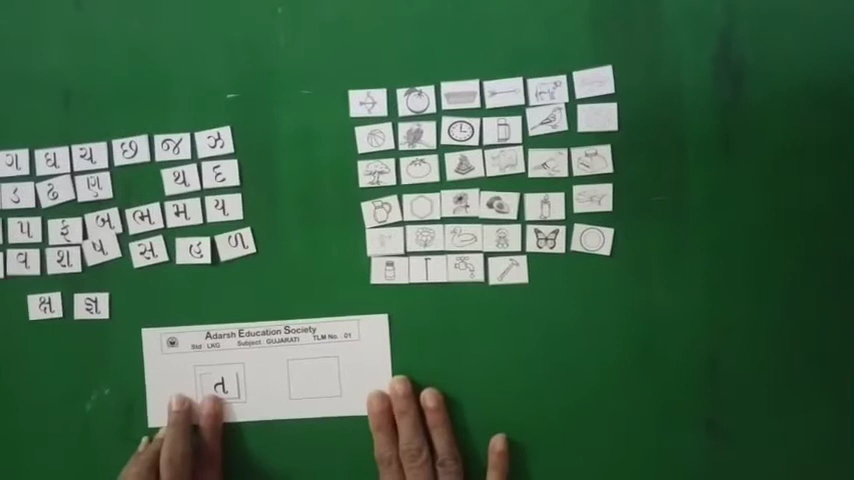 ગ ઘ ચ છ જ ઝ
ડ ઢ ણ થ દ
પ ફ બ ભ મ ય
વ શ ષ સ હ ળ
ક્ષ જ્ઞ
Adarsh Education Society
Std : LKG Subject : GUJARATI TLM No. 01
ત